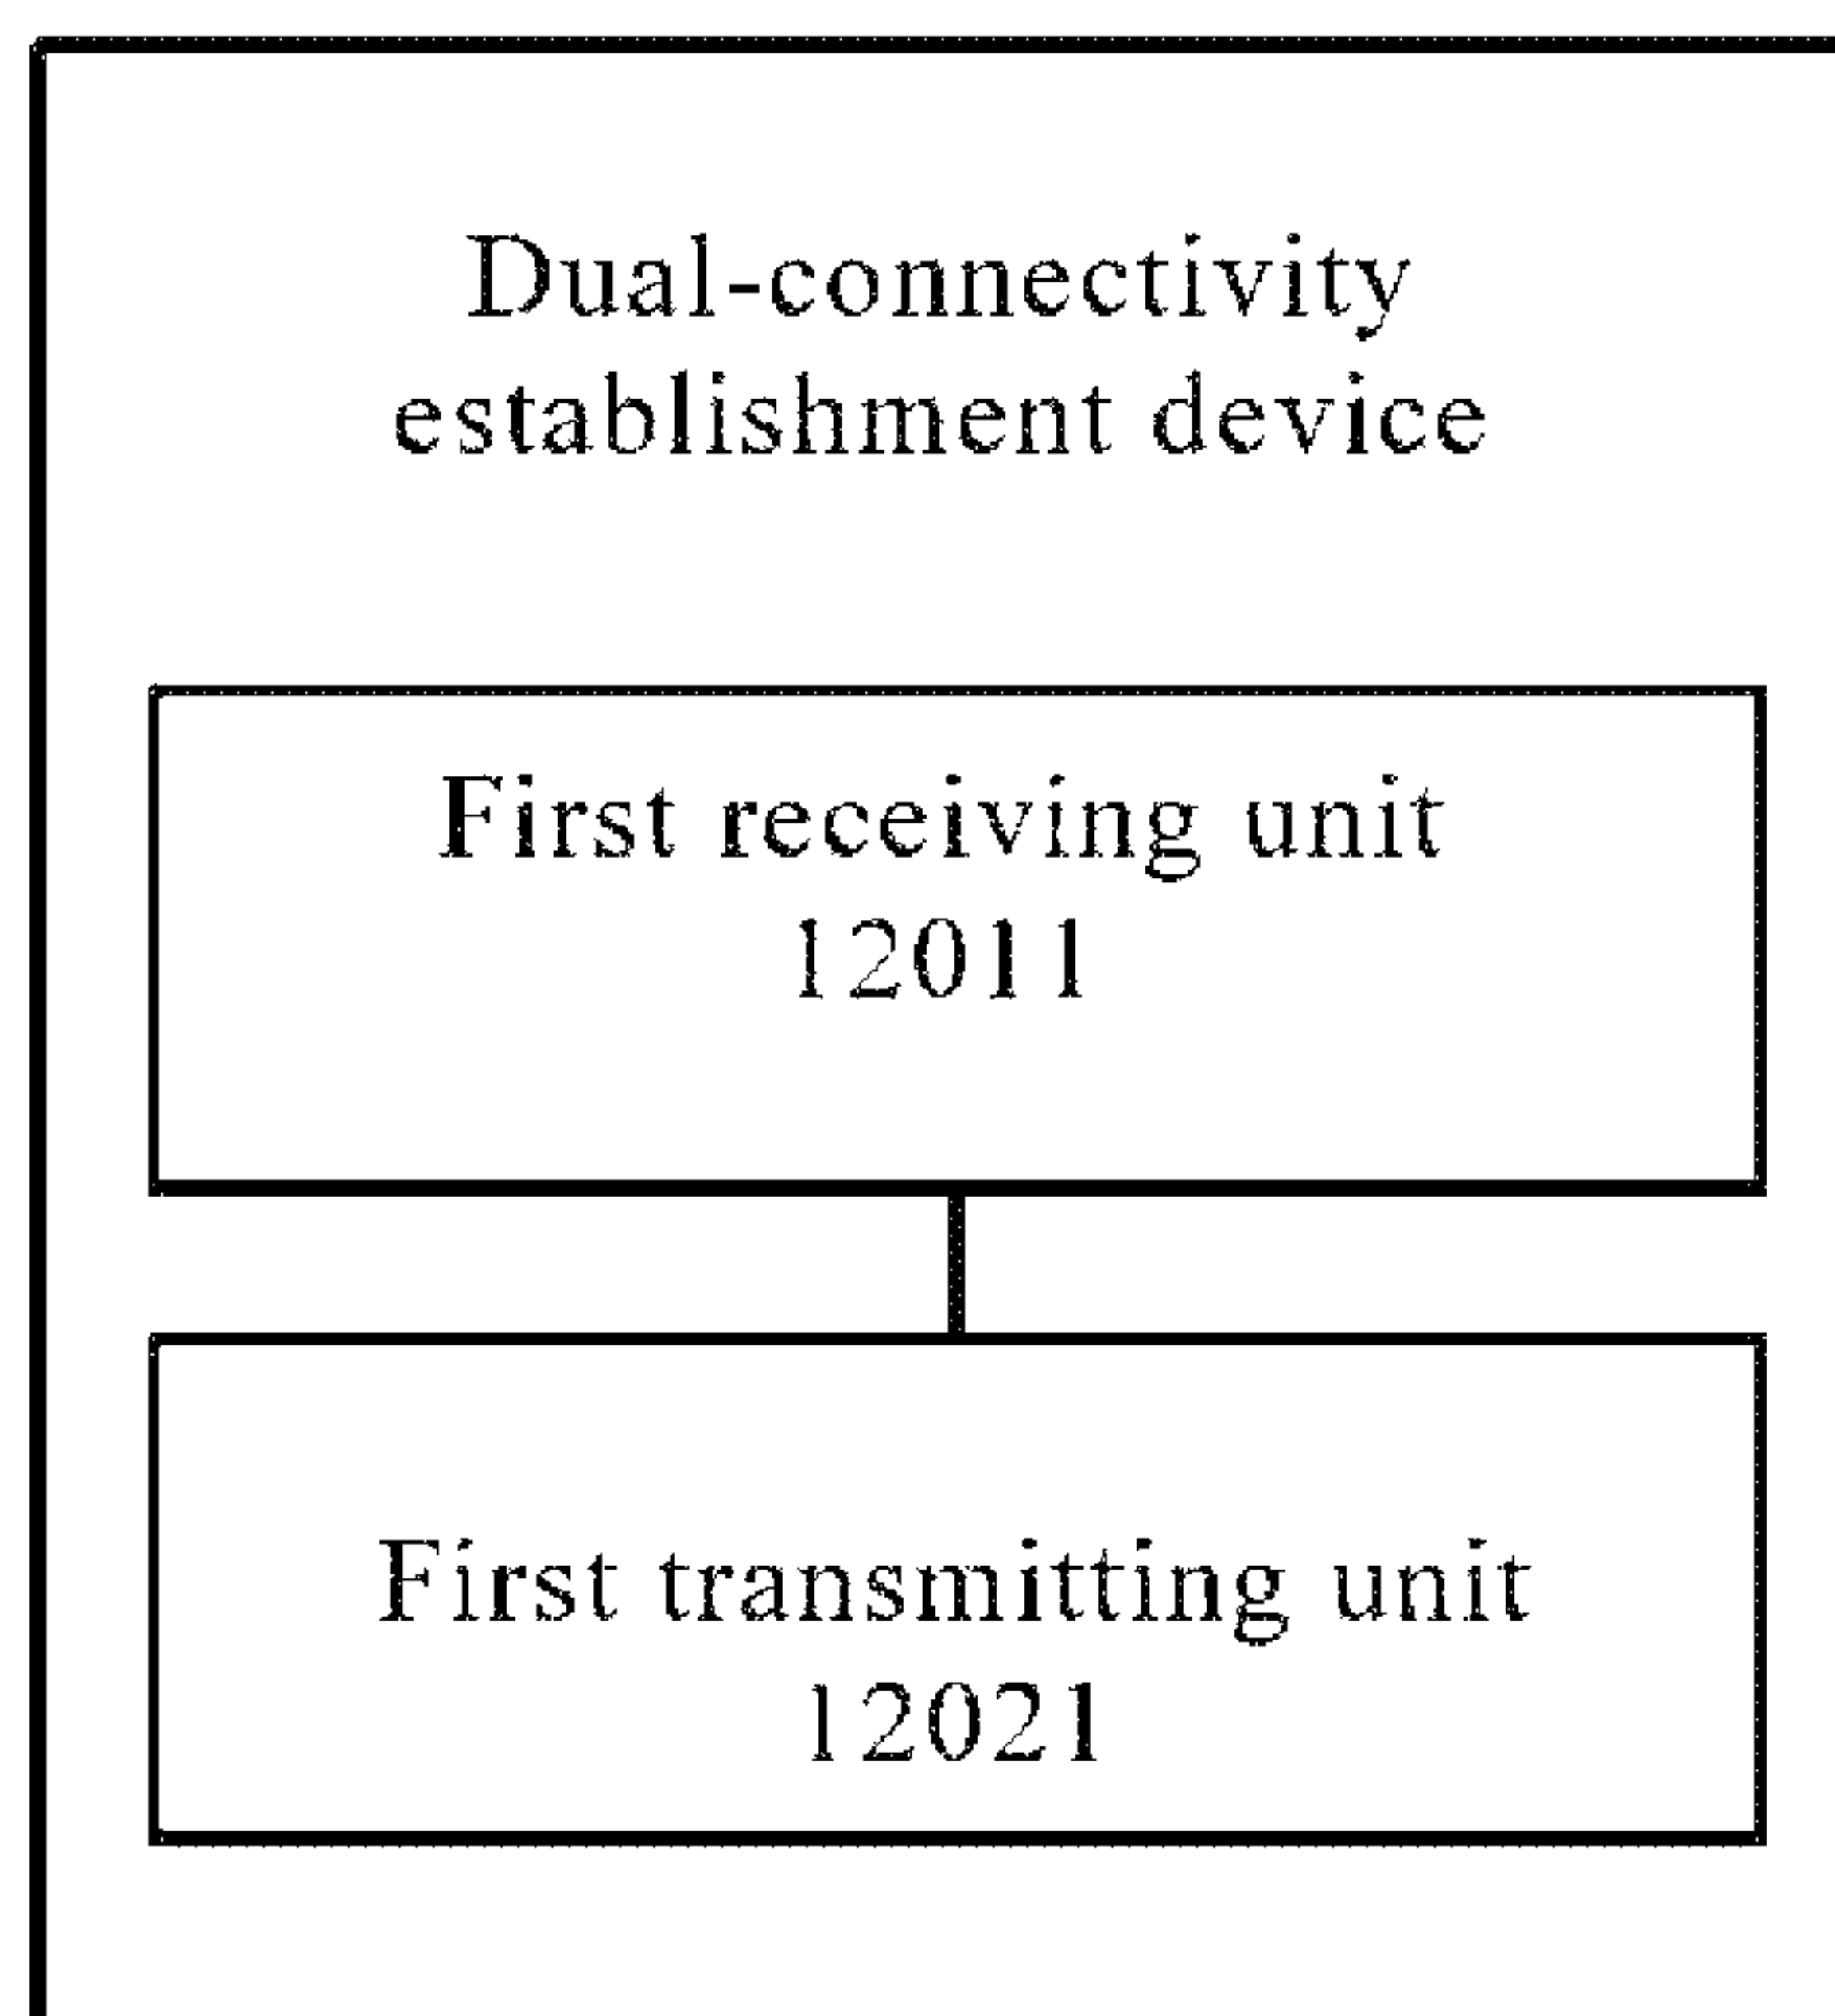 Dual-connectivity
establishment device
First receiving unit
12011
First transmitting unit
12021